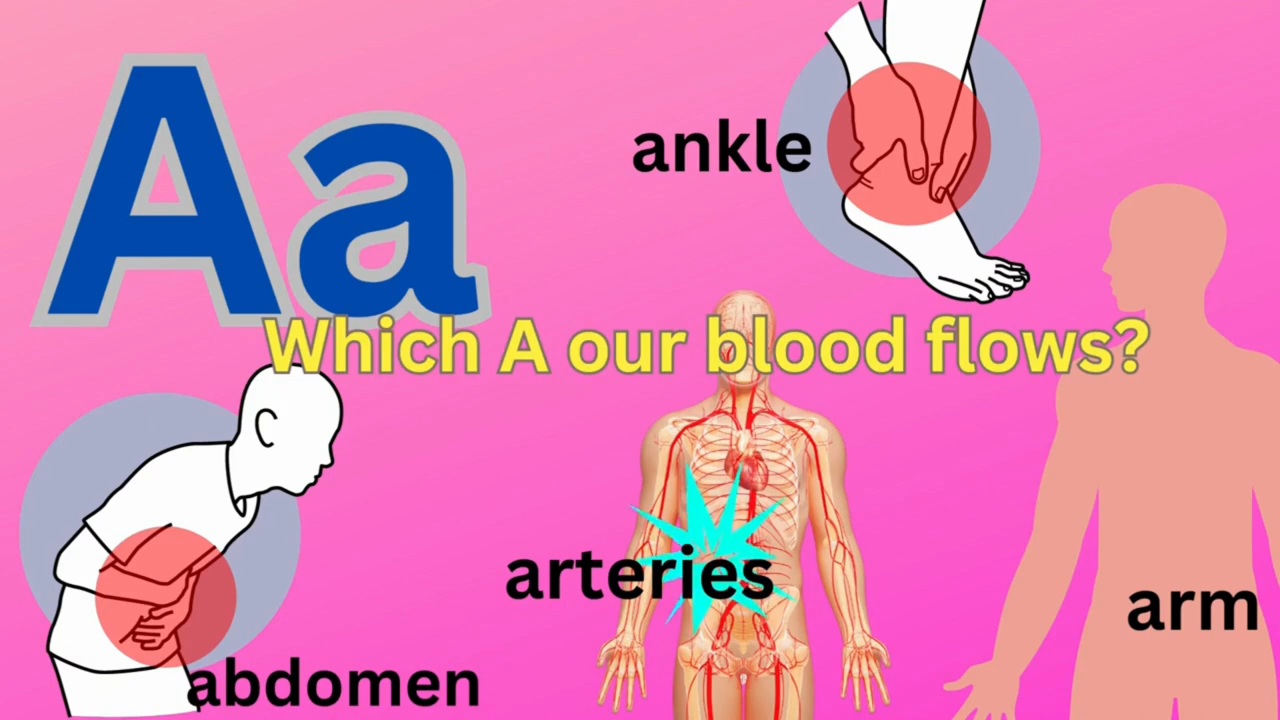 Aa
ankle
Which A our blood flows?
arteries
arm
abdomen